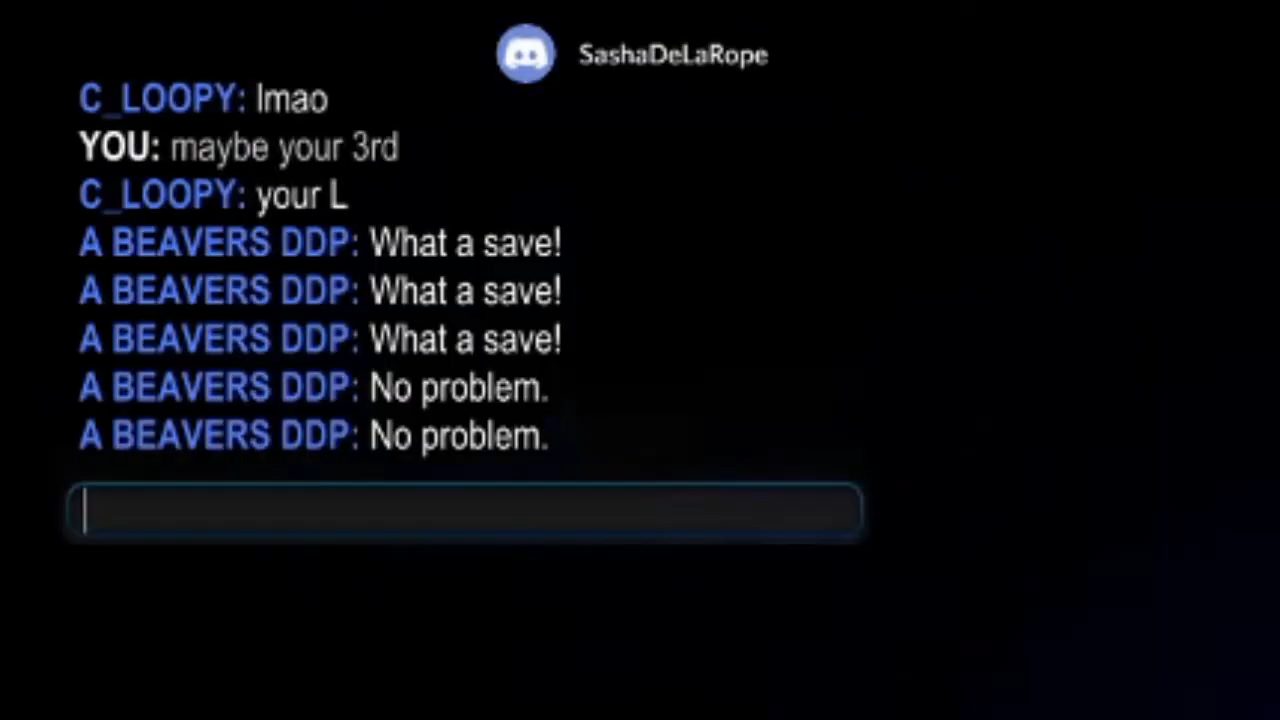 SashaDeLaRope
C_LOOPY: lmao
YOU: maybe your 3rd
C_LOOPY: your L
A BEAVERS DDP: What a save!
A BEAVERS DDP: What a save!
A BEAVERS DDP: What a save!
A BEAVERS DDP: No problem.
A BEAVERS DDP: No problem.